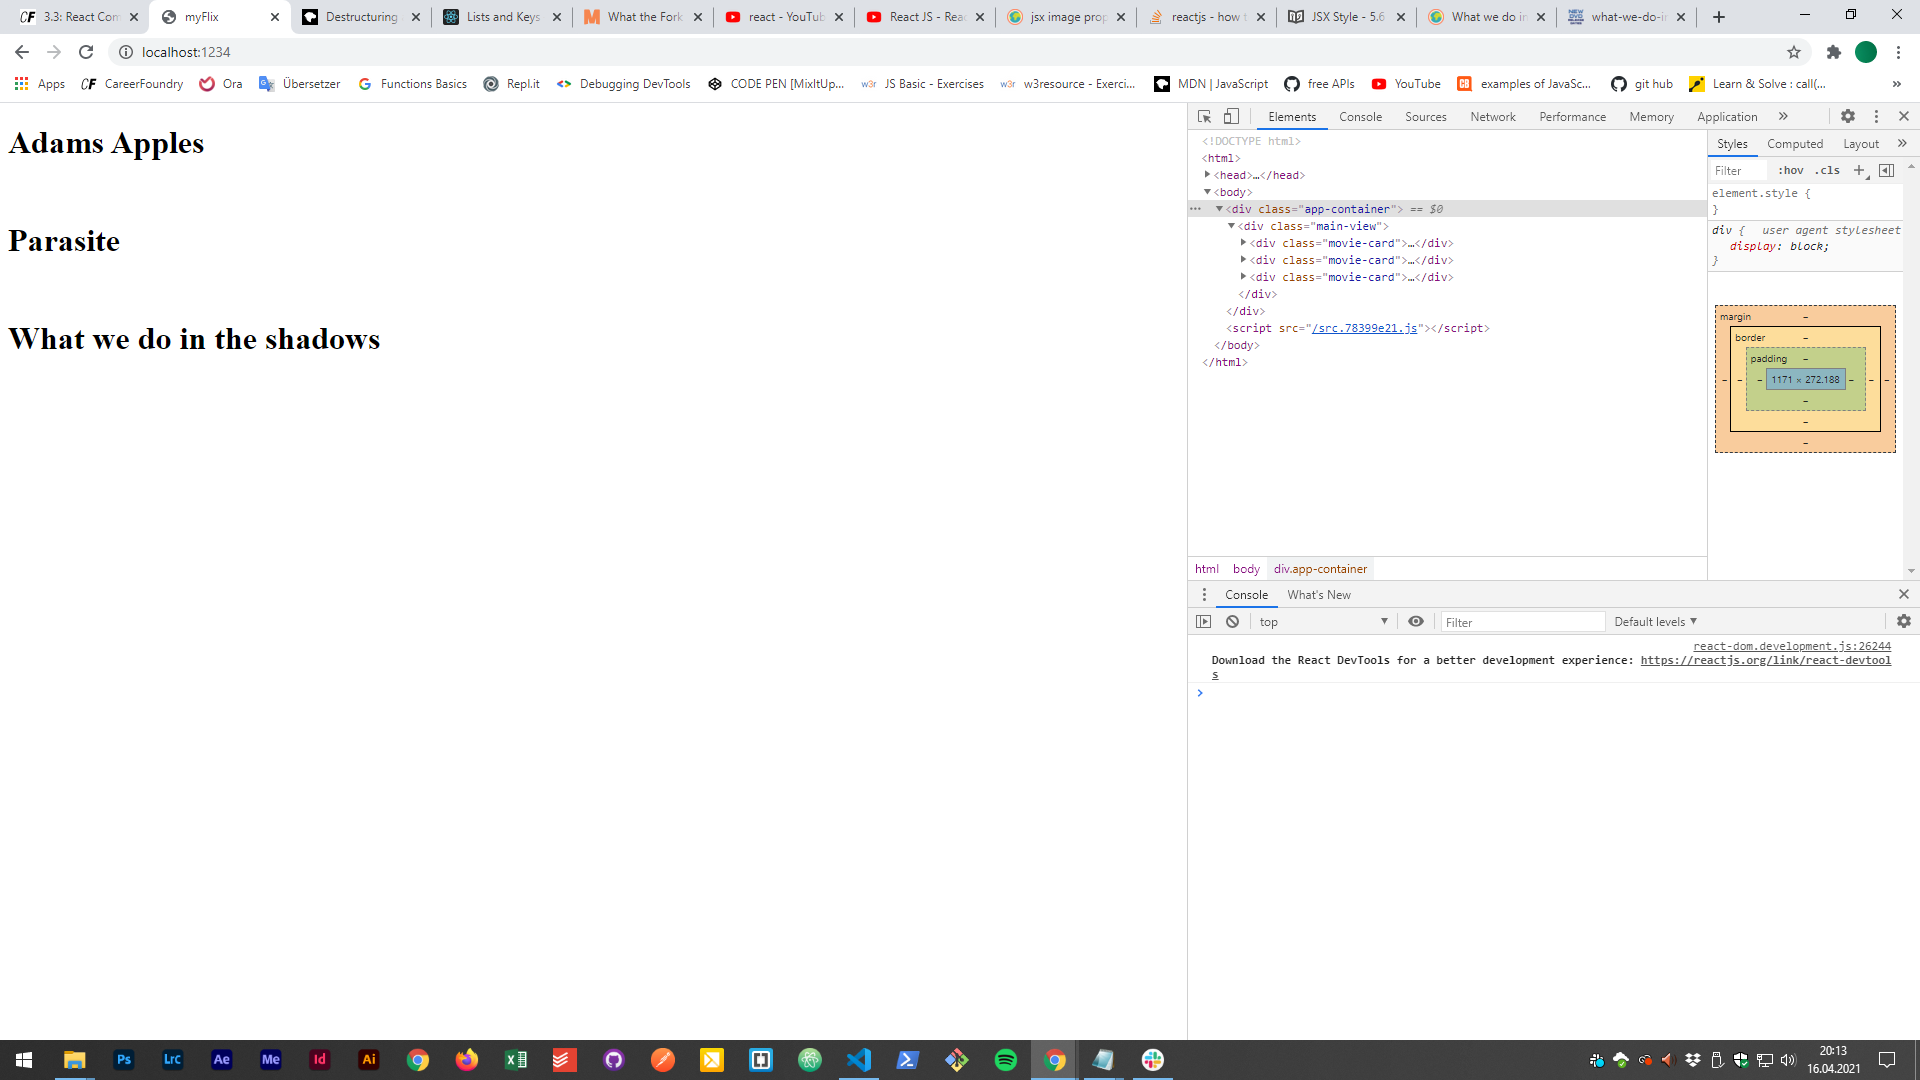 3.3: React Com
myFlix
Destructuring
Lists and Keys
What the Fork
react - YouTub
React JS - Rea
jsx image prop
reactjs - how t
JSX Style - 5.6
What we do in
what-we-do-i
localhost:1234
Apps
CF CareerFoundry
Ora
Übersetzer
Functions Basics
Repl.it
Debugging DevTools
CODE PEN [MixItUp...
JS Basic - Exercises
w3resource - Exerci...
MDN | JavaScript
free APIs
YouTube
examples of JavaSc...
git hub
Learn & Solve : call(...
Adams Apples
Parasite
What we do in the shadows
Elements Console Sources Network Performance Memory Application
<!DOCTYPE html>
<html>
<head>…</head>
<body>
<div class="app-container"> == $0
<div class="main-view">
<div class="movie-card">…</div>
<div class="movie-card">…</div>
<div class="movie-card">…</div>
</div>
</div>
<script src="/src.78399e21.js"></script>
</body>
</html>
html body div.app-container
Styles Computed Layout
Filter :hov .cls
element.style {
}
div { user agent stylesheet
display: block;
}
margin –
border –
padding –
– – – 1171 × 272.188 – – –
–
–
–
Console What's New
top Filter Default levels
react-dom.development.js:26244
Download the React DevTools for a better development experience: https://reactjs.org/link/react-devtool
s
Ps Lrc Ae Me Id Ai
20:13
16.04.2021